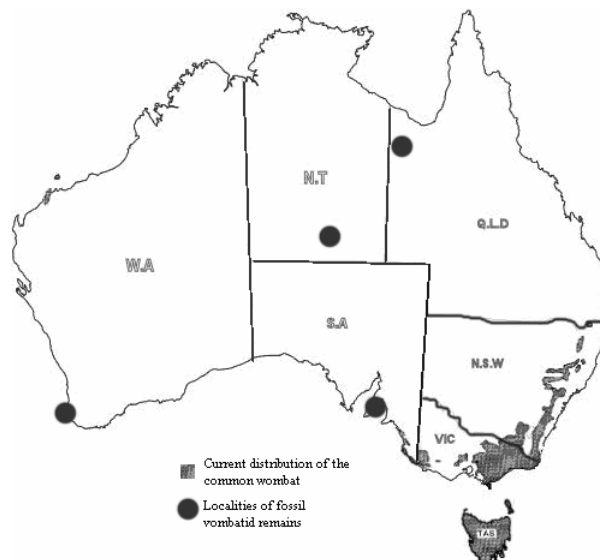 N.T
Q.L.D
W.A
S.A
N.S.W
VIC
Current distribution of the
common wombat
Localities of fossil
vombatid remains
TAS